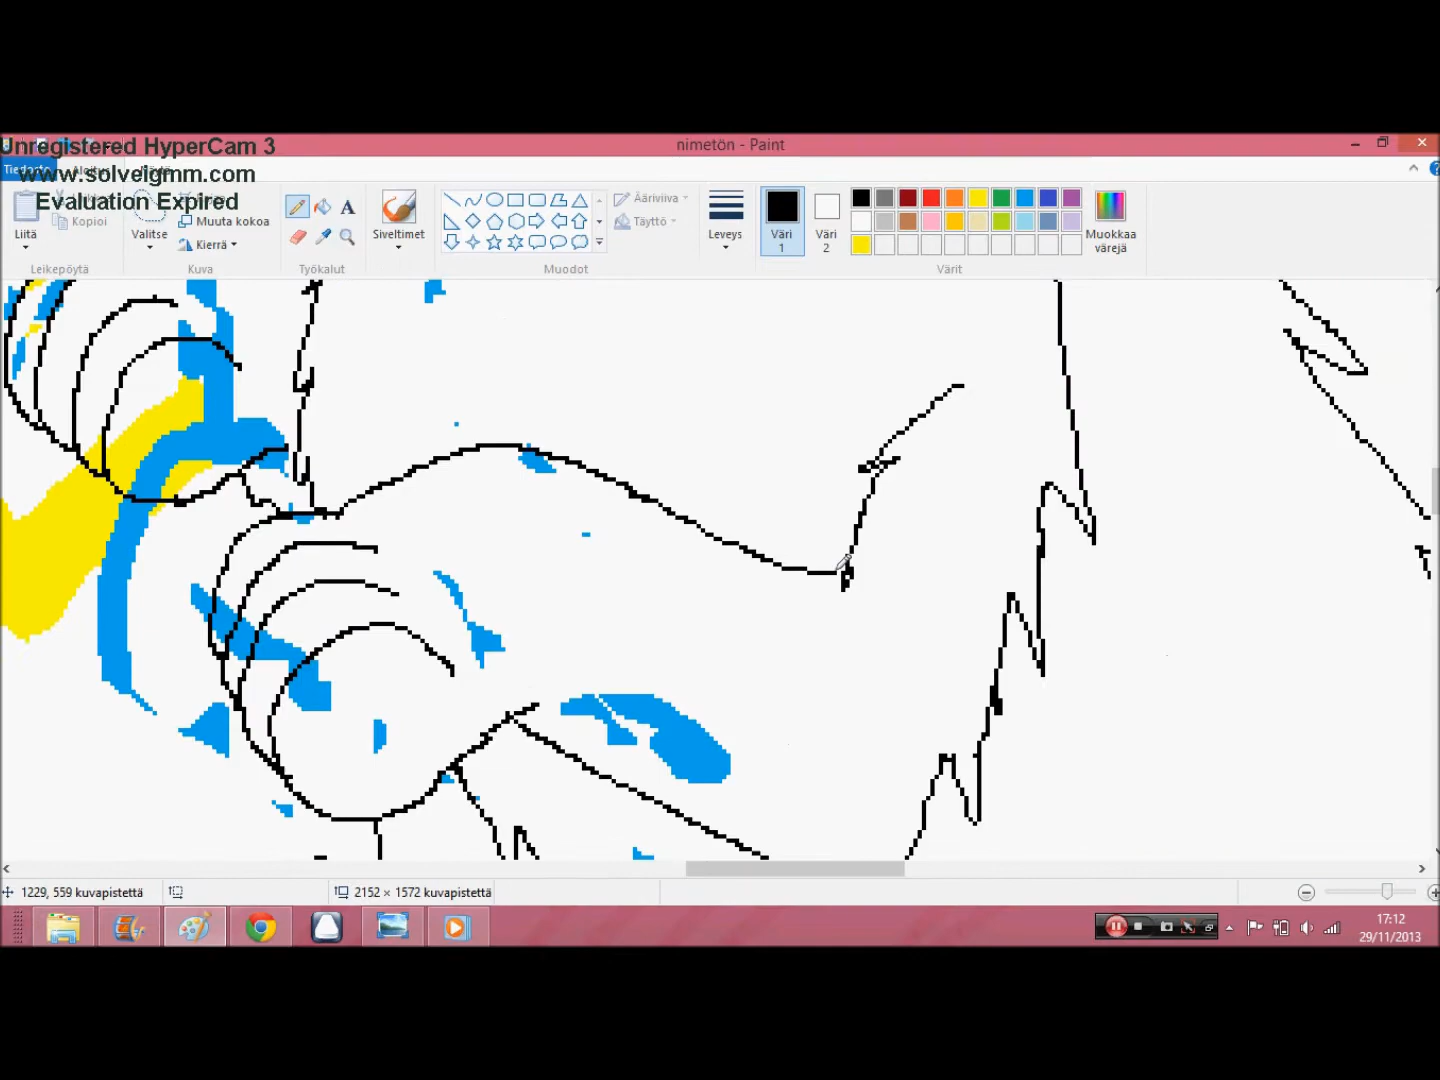 Unregistered HyperCam 3
nimetön - Paint
Tiedosto
www.solveigmm.com
Evaluation Expired
Liitä
Kopioi
Valitse
Muuta kokoa
Kierrä
A
Siveltimet
Ääriviiva
Täyttö
Leveys
Väri 1
Väri 2
Muokkaa värejä
Leikepöytä
Kuva
Työkalut
Muodot
Värit
1229, 559 kuvapistettä
2152 × 1572 kuvapistettä
17:12
29/11/2013